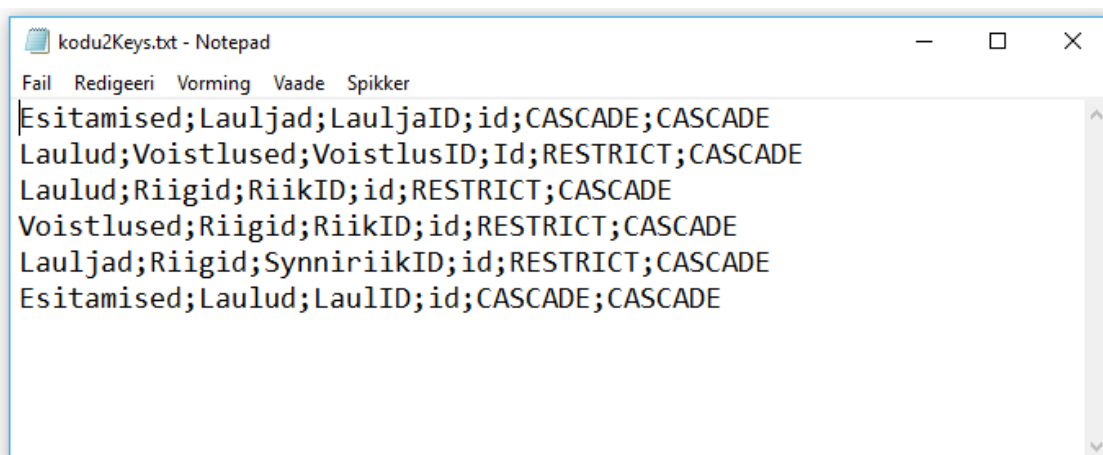 kodu2Keys.txt - Notepad
Fail Redigeeri Vorming Vaade Spikker
Esitamised;Lauljad;LauljaID;id;CASCADE;CASCADE
Laulud;Voistlused;VoistlusID;Id;RESTRICT;CASCADE
Laulud;Riigid;RiikID;id;RESTRICT;CASCADE
Voistlused;Riigid;RiikID;id;RESTRICT;CASCADE
Lauljad;Riigid;SynniriikID;id;RESTRICT;CASCADE
Esitamised;Laulud;LaulID;id;CASCADE;CASCADE